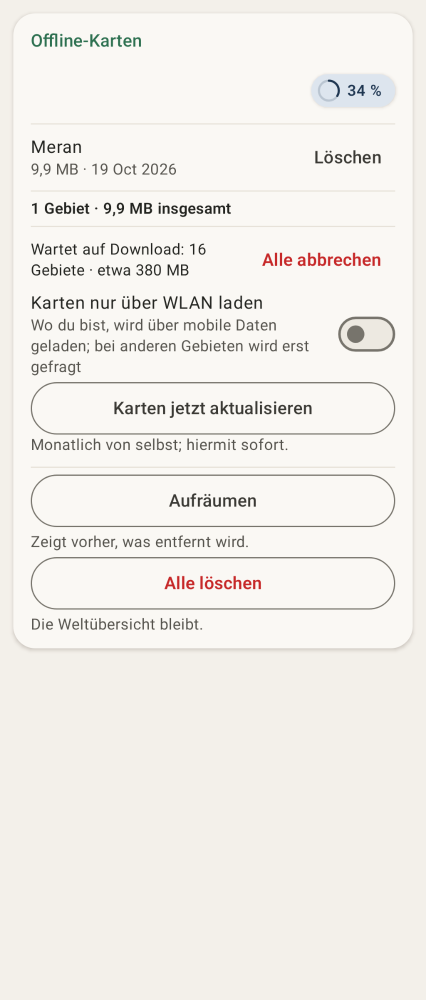 Offline-Karten
34 %
Meran
9,9 MB · 19 Oct 2026
Löschen
1 Gebiet · 9,9 MB insgesamt
Wartet auf Download: 16
Gebiete · etwa 380 MB
Alle abbrechen
Karten nur über WLAN laden
Wo du bist, wird über mobile Daten
geladen; bei anderen Gebieten wird erst
gefragt
Karten jetzt aktualisieren
Monatlich von selbst; hiermit sofort.
Aufräumen
Zeigt vorher, was entfernt wird.
Alle löschen
Die Weltübersicht bleibt.